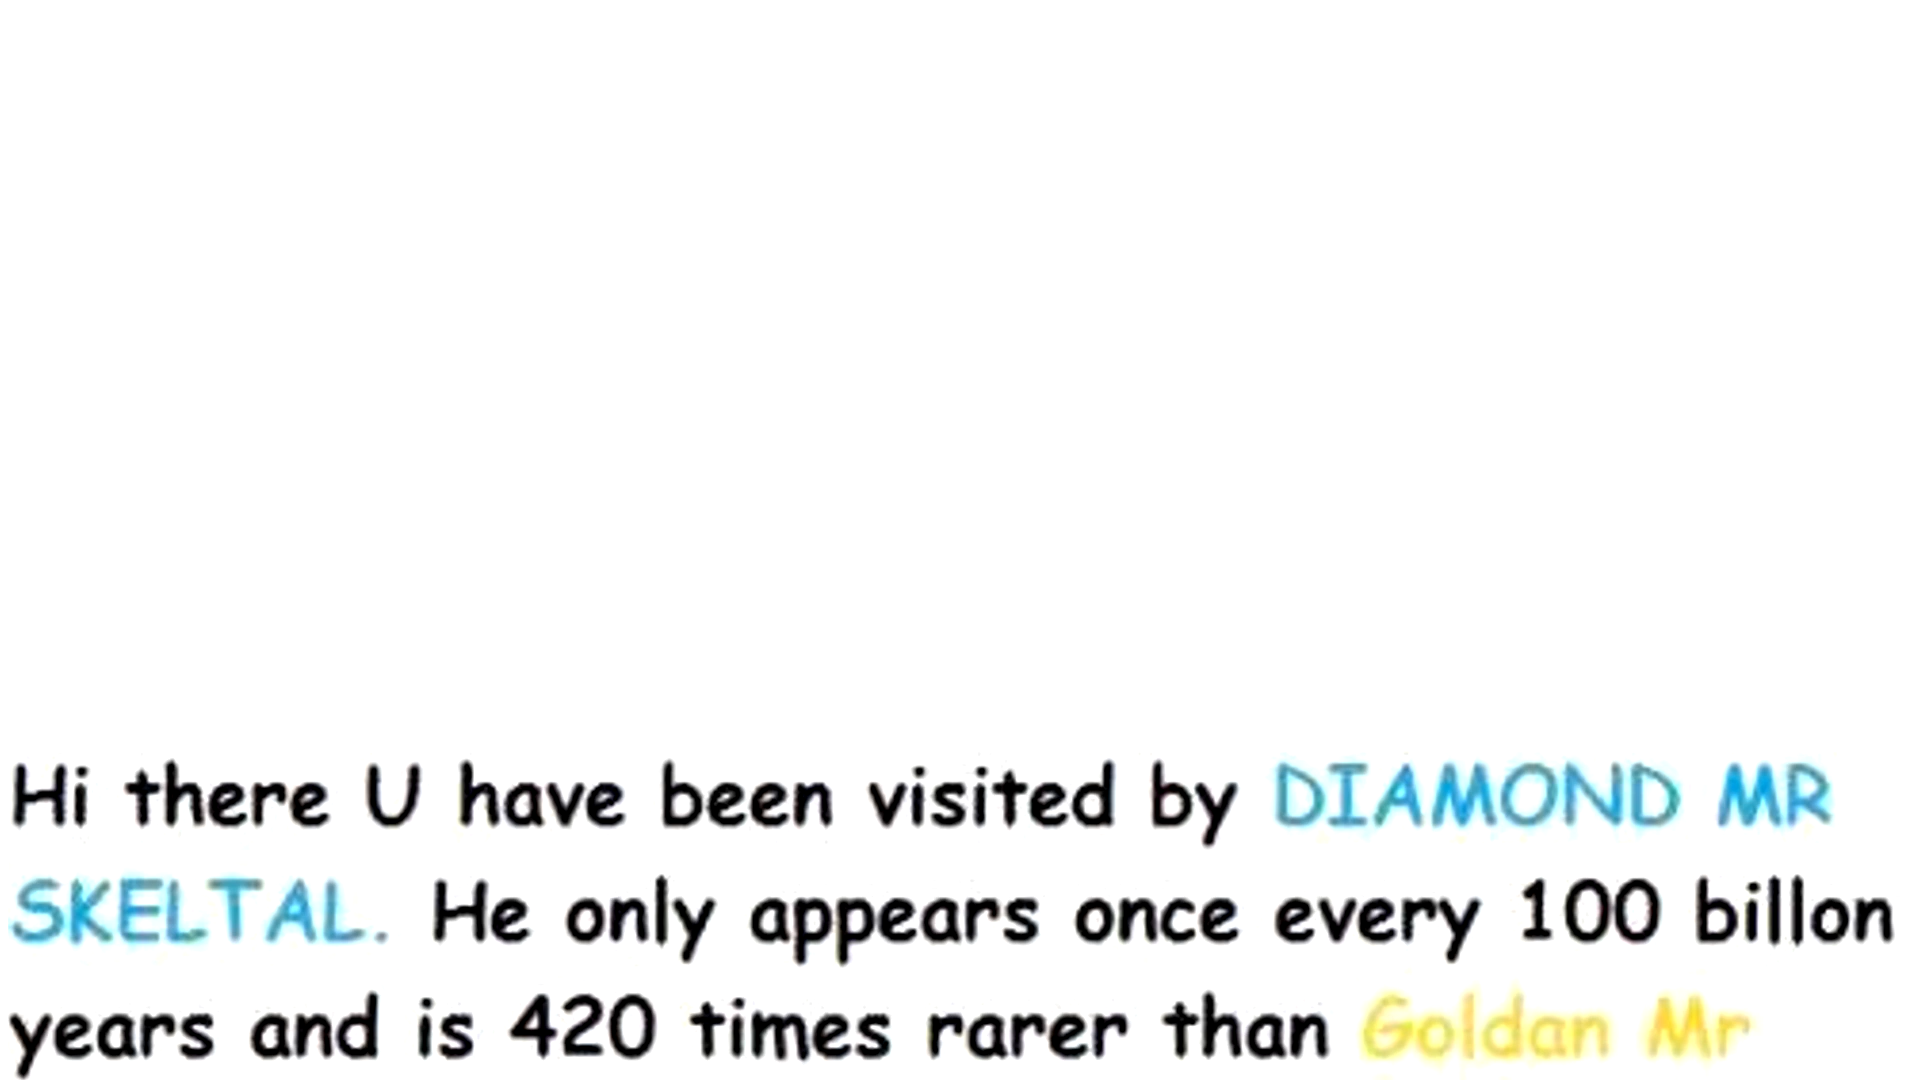 Hi there U have been visited by DIAMOND MR
SKELTAL. He only appears once every 100 billon
years and is 420 times rarer than Goldan Mr